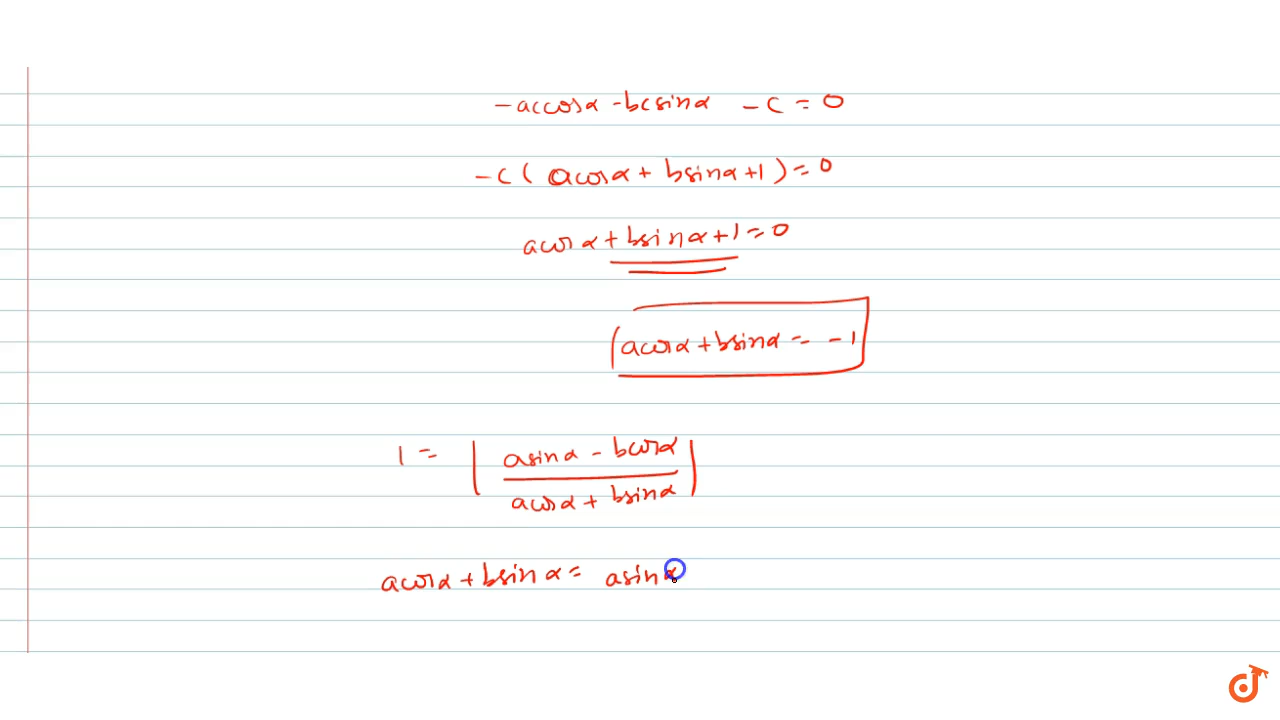 -accosα -bcsinα -c = 0
-c( acosα + bsinα +1) = 0
acosα + bsinα +1 = 0
acosα + bsinα = -1
1 = | asinα - bcosα
acosα + bsinα |
acosα + bsinα = asinα